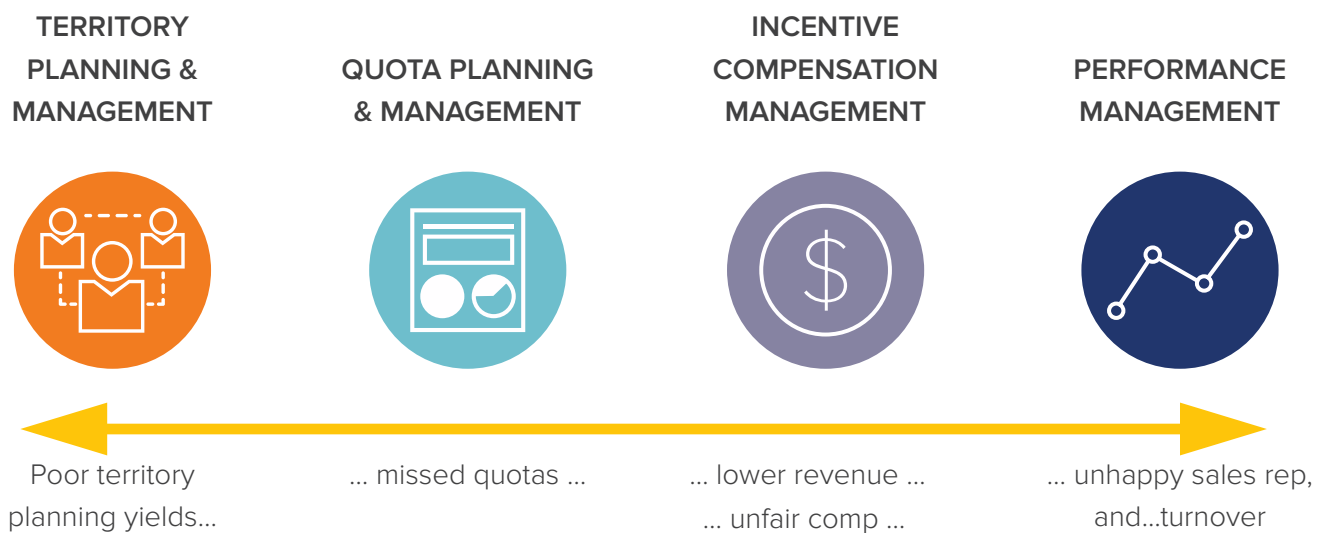 TERRITORY
PLANNING &
MANAGEMENT
QUOTA PLANNING
& MANAGEMENT
INCENTIVE
COMPENSATION
MANAGEMENT
PERFORMANCE
MANAGEMENT
$
Poor territory
planning yields...
... missed quotas ...
... lower revenue ...
... unfair comp ...
... unhappy sales rep,
and...turnover